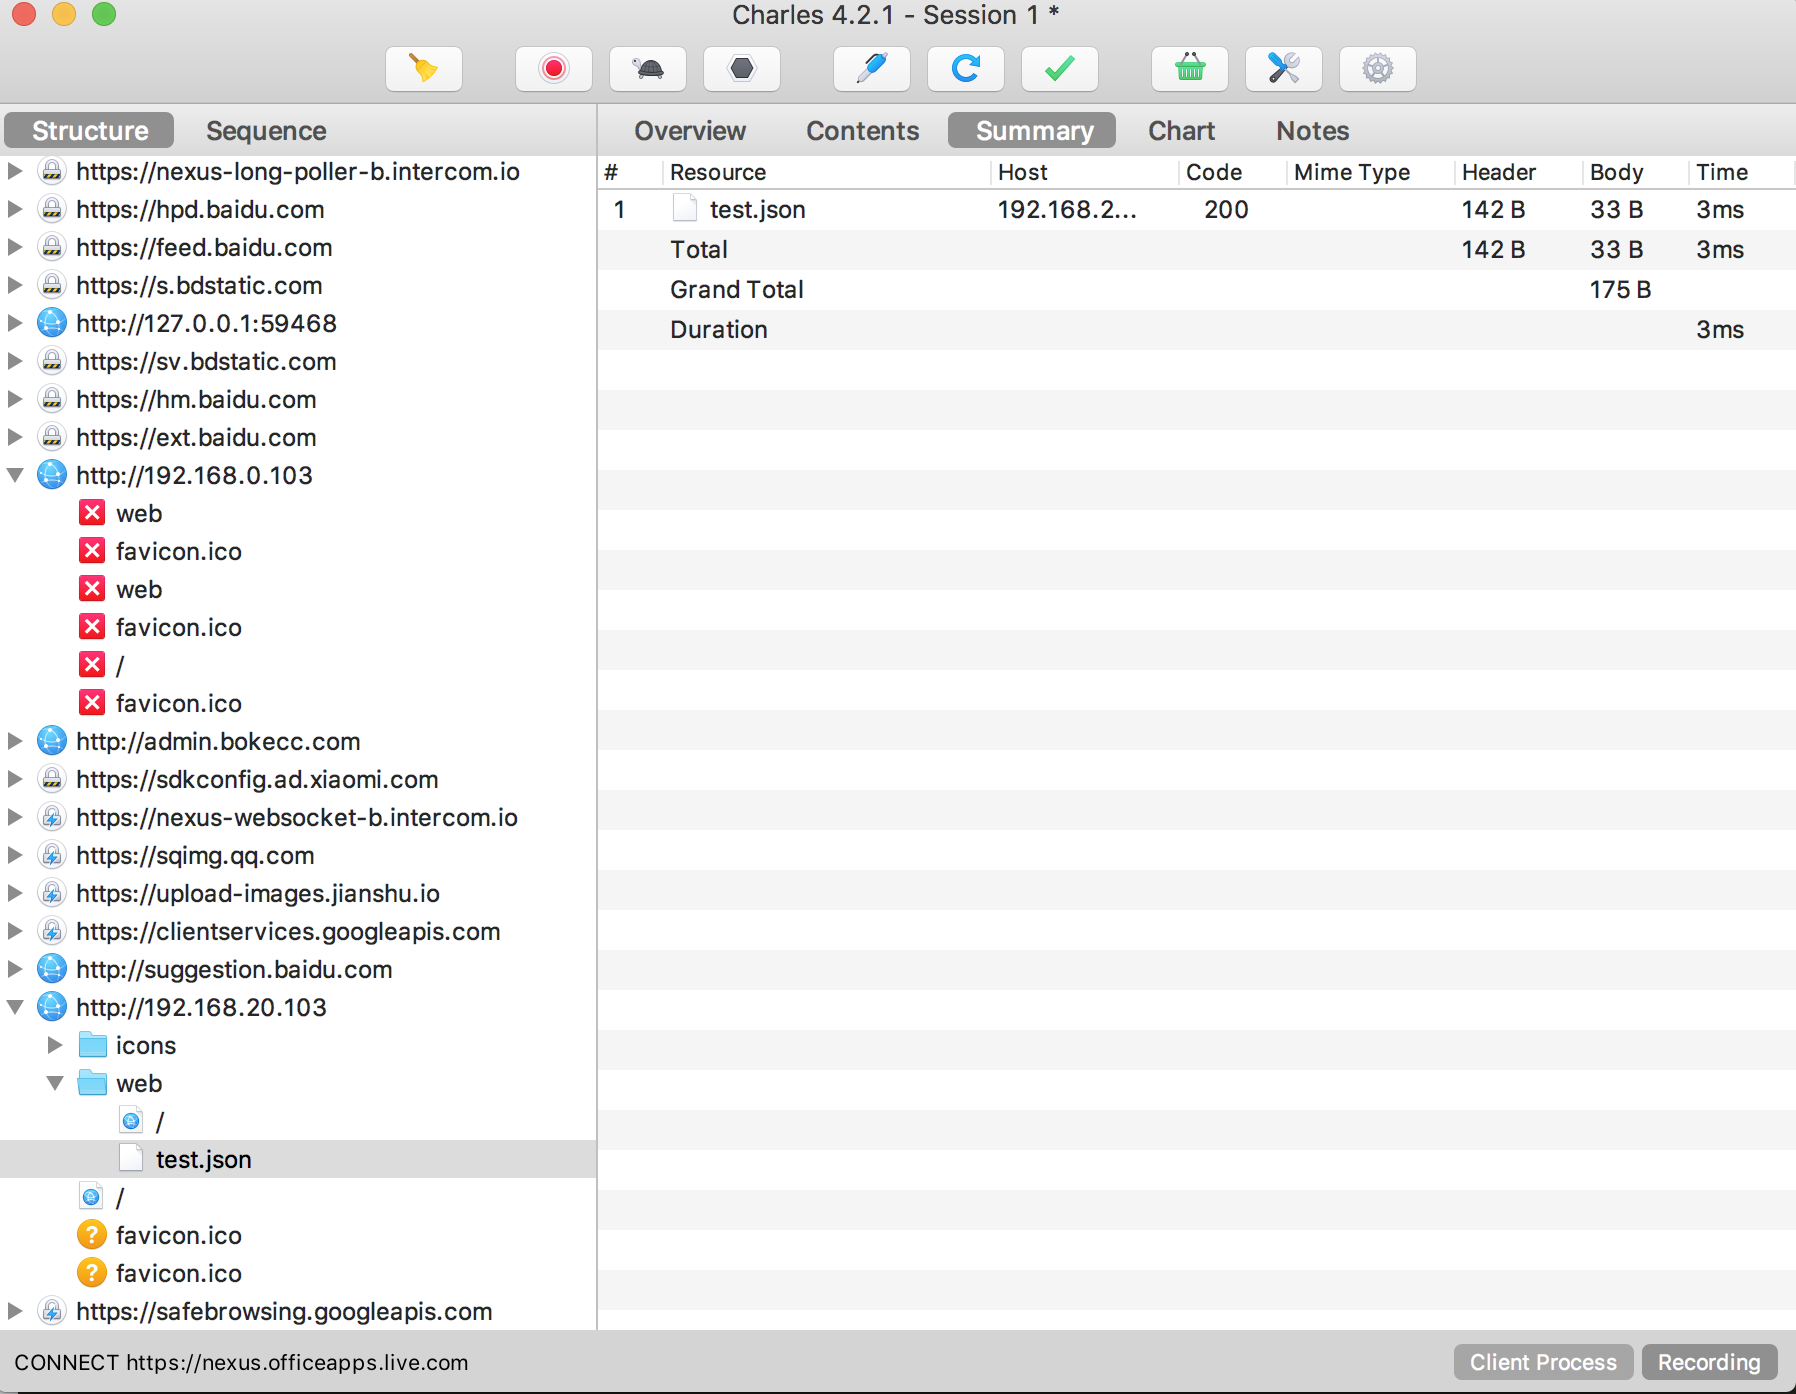 Charles 4.2.1 - Session 1 *
Structure Sequence
Overview Contents Summary Chart Notes
https://nexus-long-poller-b.intercom.io
https://hpd.baidu.com
https://feed.baidu.com
https://s.bdstatic.com
http://127.0.0.1:59468
https://sv.bdstatic.com
https://hm.baidu.com
https://ext.baidu.com
http://192.168.0.103
web
favicon.ico
web
favicon.ico
/
favicon.ico
http://admin.bokecc.com
https://sdkconfig.ad.xiaomi.com
https://nexus-websocket-b.intercom.io
https://sqimg.qq.com
https://upload-images.jianshu.io
https://clientservices.googleapis.com
http://suggestion.baidu.com
http://192.168.20.103
icons
web
/
test.json
/
? favicon.ico
? favicon.ico
https://safebrowsing.googleapis.com
# Resource Host Code Mime Type Header Body Time
1 test.json 192.168.2... 200 142 B 33 B 3ms
Total 142 B 33 B 3ms
Grand Total 175 B
Duration 3ms
CONNECT https://nexus.officeapps.live.com
Client Process Recording